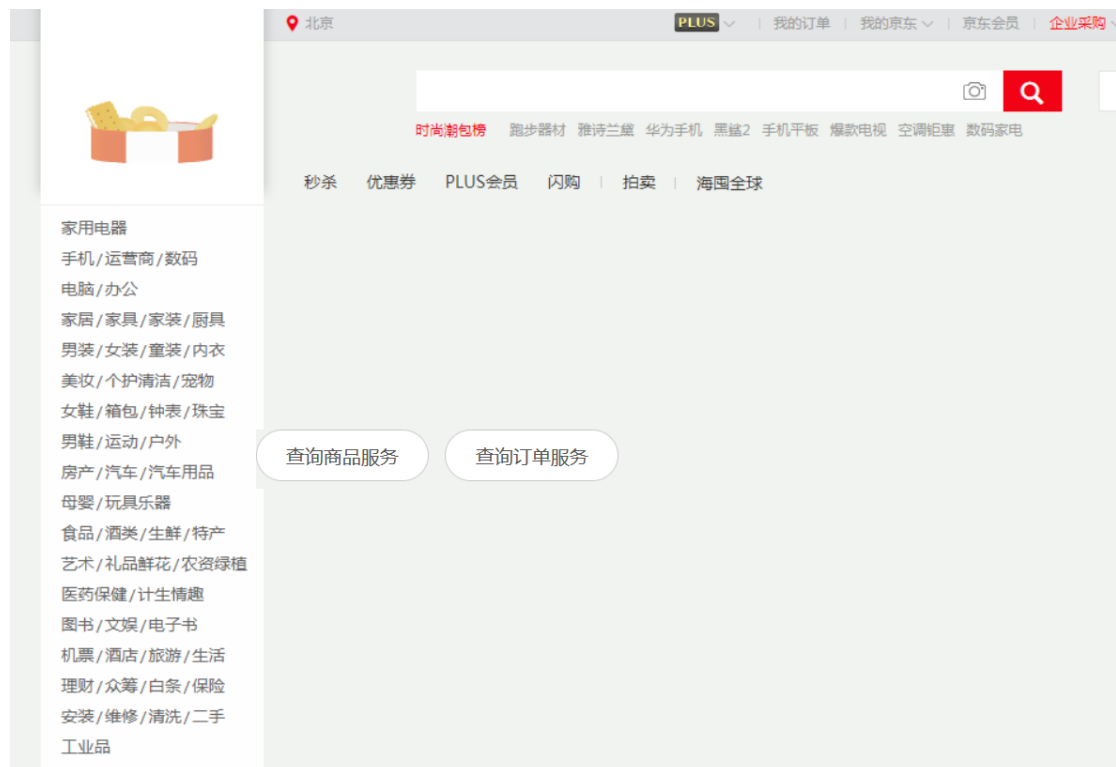 北京 PLUS 我的订单 我的京东 京东会员 企业采购
时尚潮包榜 跑步器材 雅诗兰黛 华为手机 黑鲨2 手机平板 爆款电视 空调钜惠 数码家电
秒杀 优惠券 PLUS会员 闪购 拍卖 海囤全球
家用电器
手机/运营商/数码
电脑/办公
家居/家具/家装/厨具
男装/女装/童装/内衣
美妆/个护清洁/宠物
女鞋/箱包/钟表/珠宝
男鞋/运动/户外
查询商品服务 查询订单服务
房产/汽车/汽车用品
母婴/玩具乐器
食品/酒类/生鲜/特产
艺术/礼品鲜花/农资绿植
医药保健/计生情趣
图书/文娱/电子书
机票/酒店/旅游/生活
理财/众筹/白条/保险
安装/维修/清洗/二手
工业品